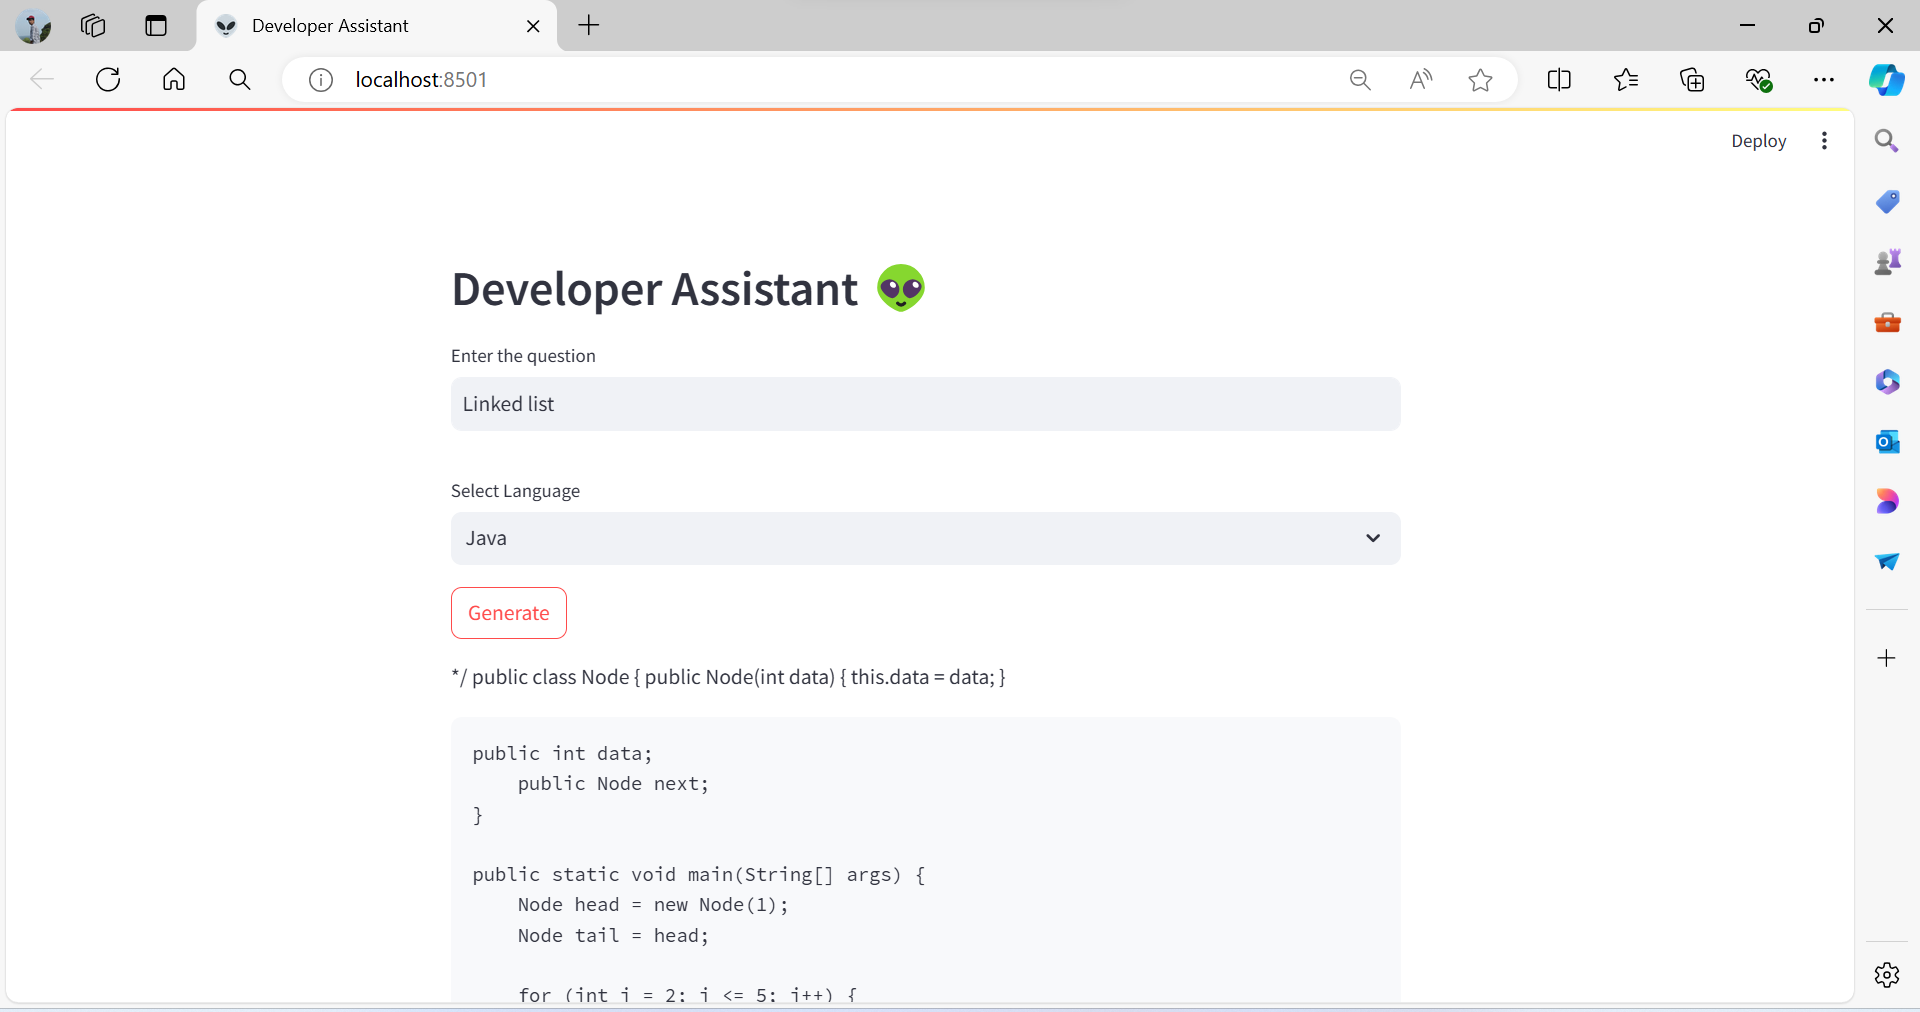 Developer Assistant
localhost:8501
Deploy
Developer Assistant
Enter the question
Linked list
Select Language
Java
Generate
*/ public class Node { public Node(int data) { this.data = data; }
public int data;
    public Node next;
}
public static void main(String[] args) {
    Node head = new Node(1);
    Node tail = head;
    for (int i = 2; i <= 5; i++) {